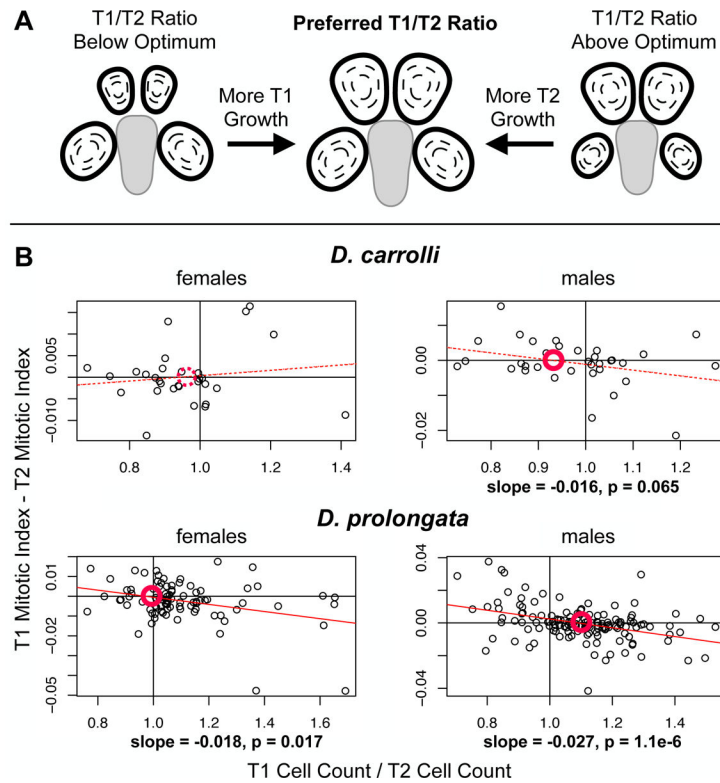 A
T1/T2 Ratio
Below Optimum
Preferred T1/T2 Ratio
T1/T2 Ratio
Above Optimum
More T1
Growth
More T2
Growth
B
D. carrolli
females
males
T1 Mitotic Index - T2 Mitotic Index
0.005
-0.010
0.8 1.0 1.2 1.4
0.00
-0.02
0.8 0.9 1.0 1.1 1.2
slope = -0.016, p = 0.065
D. prolongata
females
males
0.01
-0.02
-0.05
0.8 1.0 1.2 1.4 1.6
slope = -0.018, p = 0.017
0.04
0.00
-0.04
0.8 1.0 1.2 1.4
slope = -0.027, p = 1.1e-6
T1 Cell Count / T2 Cell Count